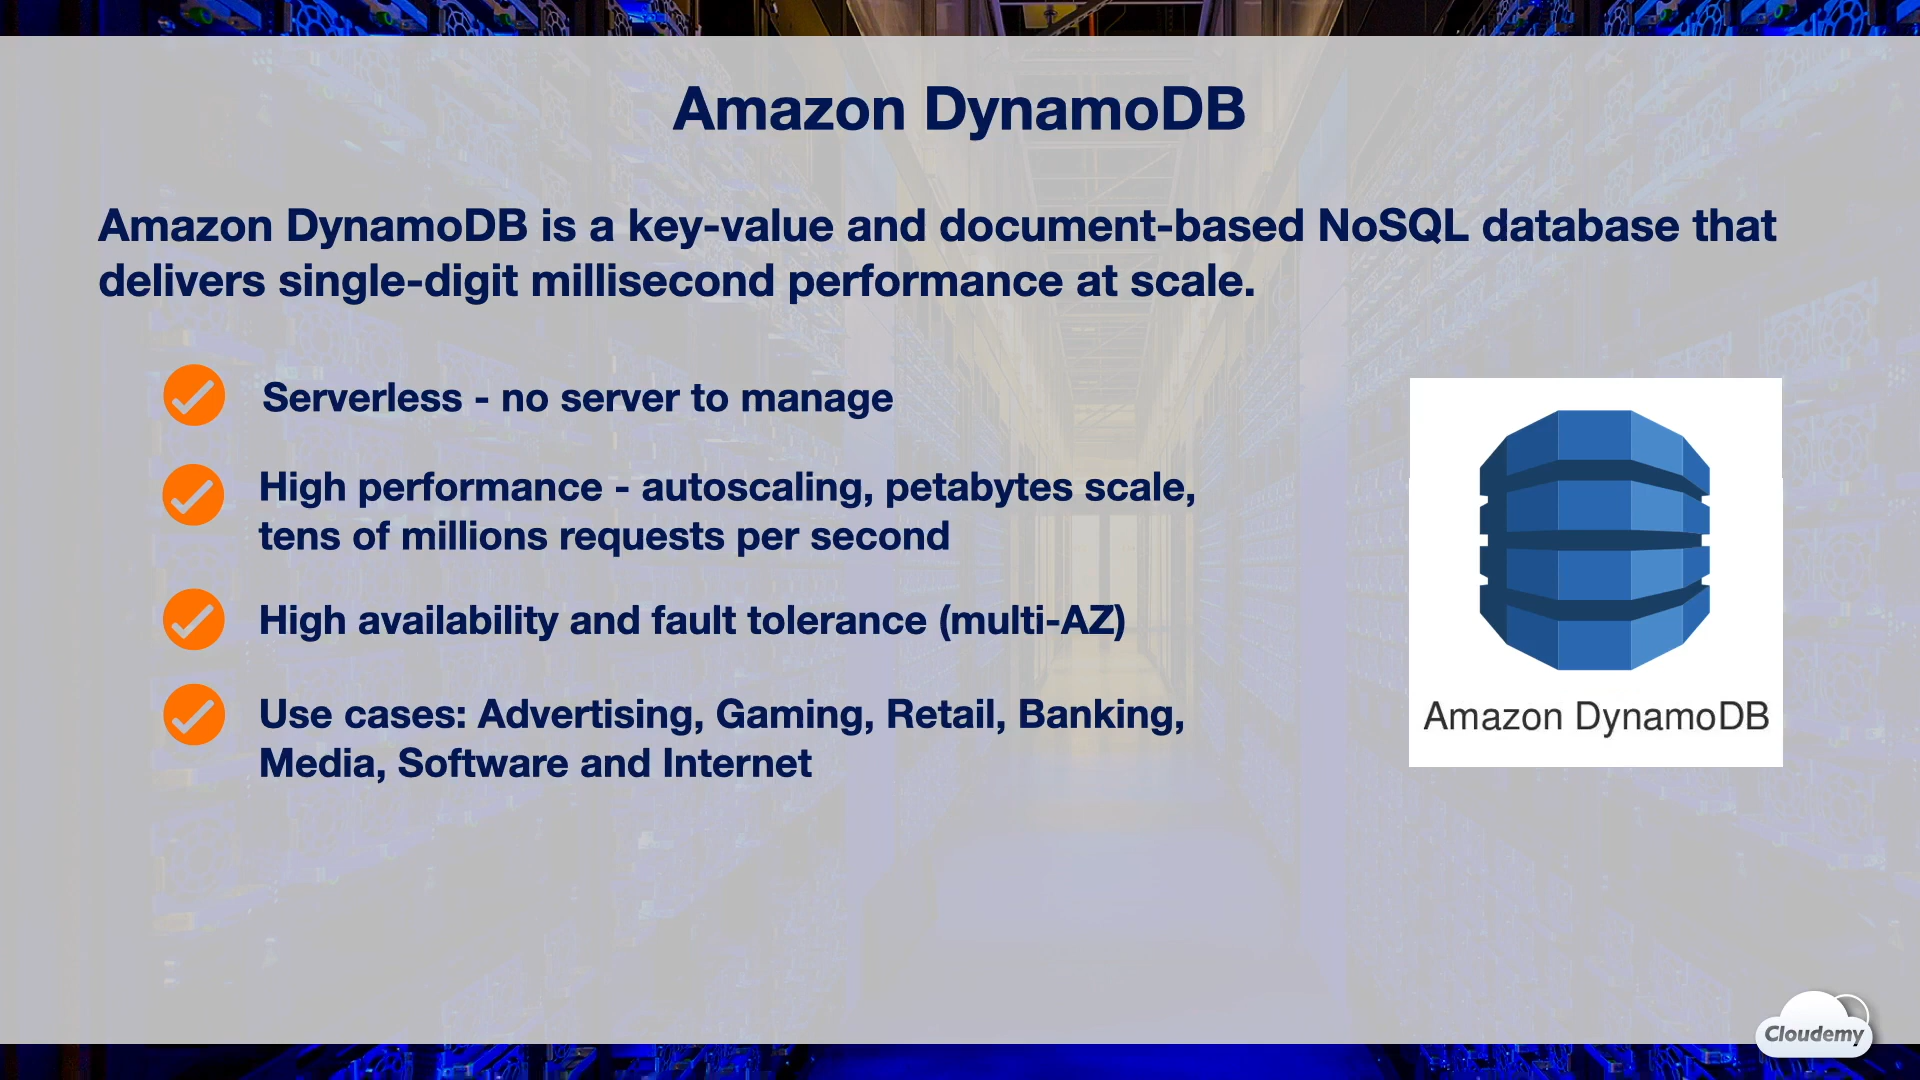 Amazon DynamoDB
Amazon DynamoDB is a key-value and document-based NoSQL database that
delivers single-digit millisecond performance at scale.
Serverless - no server to manage
High performance - autoscaling, petabytes scale,
tens of millions requests per second
High availability and fault tolerance (multi-AZ)
Use cases: Advertising, Gaming, Retail, Banking,
Media, Software and Internet
Amazon DynamoDB
Cloudemy